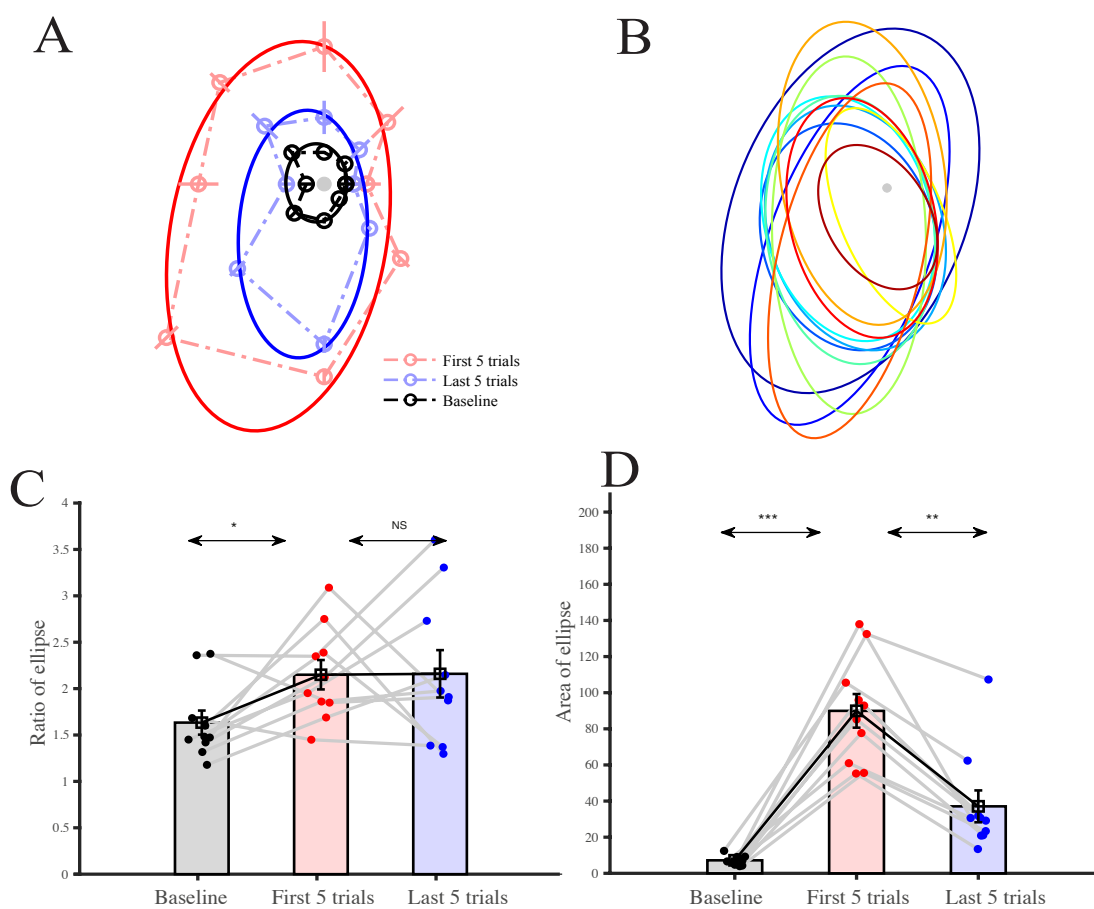 A
B
First 5 trials
Last 5 trials
Baseline
C
Ratio of ellipse
4
3.5
3
2.5
2
1.5
1
0.5
0
*
NS
Baseline
First 5 trials
Last 5 trials
D
Area of ellipse
200
180
160
140
120
100
80
60
40
20
0
***
**
Baseline
First 5 trials
Last 5 trials